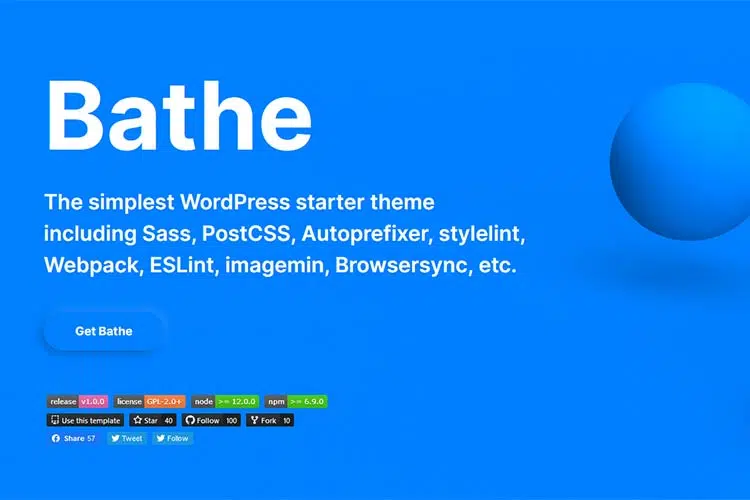 Bathe
The simplest WordPress starter theme
including Sass, PostCSS, Autoprefixer, stylelint,
Webpack, ESLint, imagemin, Browsersync, etc.
Get Bathe
release v1.0.0 license GPL-2.0+ node >= 12.0.0 npm >= 6.9.0
Use this template Star 40 Follow 100 Fork 10
Share 57 Tweet Follow